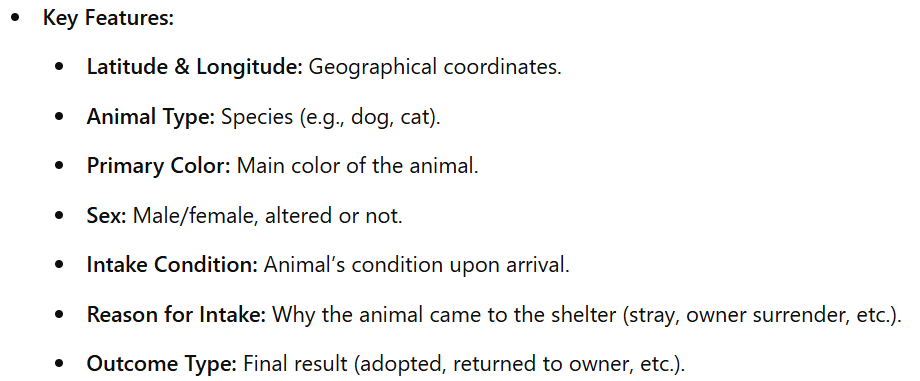 Key Features:
Latitude & Longitude: Geographical coordinates.
Animal Type: Species (e.g., dog, cat).
Primary Color: Main color of the animal.
Sex: Male/female, altered or not.
Intake Condition: Animal's condition upon arrival.
Reason for Intake: Why the animal came to the shelter (stray, owner surrender, etc.).
Outcome Type: Final result (adopted, returned to owner, etc.).